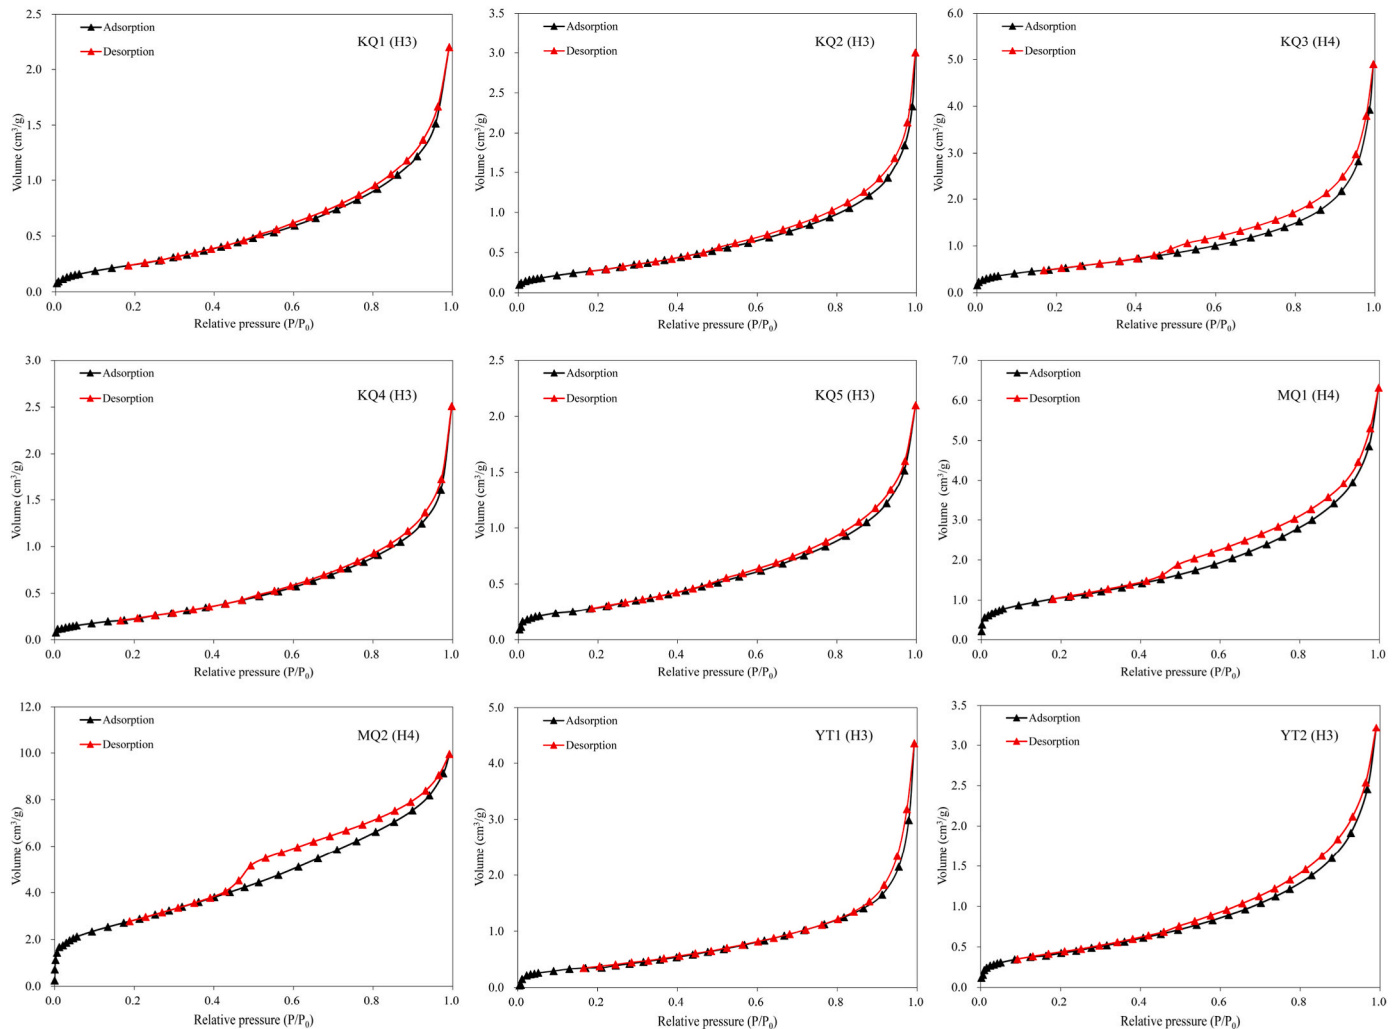 KQ1 (H3)
Adsorption
Desorption
Volume (cm³/g)
2.5
2.0
1.5
1.0
0.5
0.0
0.0 0.2 0.4 0.6 0.8 1.0
Relative pressure (P/P₀)
KQ2 (H3)
Adsorption
Desorption
Volume (cm³/g)
3.5
3.0
2.5
2.0
1.5
1.0
0.5
0.0
0.0 0.2 0.4 0.6 0.8 1.0
Relative pressure (P/P₀)
KQ3 (H4)
Adsorption
Desorption
Volume (cm³/g)
6.0
5.0
4.0
3.0
2.0
1.0
0.0
0.0 0.2 0.4 0.6 0.8 1.0
Relative pressure (P/P₀)
KQ4 (H3)
Adsorption
Desorption
Volume (cm³/g)
3.0
2.5
2.0
1.5
1.0
0.5
0.0
0.0 0.2 0.4 0.6 0.8 1.0
Relative pressure (P/P₀)
KQ5 (H3)
Adsorption
Desorption
Volume (cm³/g)
2.5
2.0
1.5
1.0
0.5
0.0
0.0 0.2 0.4 0.6 0.8 1.0
Relative pressure (P/P₀)
MQ1 (H4)
Adsorption
Desorption
Volume (cm³/g)
7.0
6.0
5.0
4.0
3.0
2.0
1.0
0.0
0.0 0.2 0.4 0.6 0.8 1.0
Relative pressure (P/P₀)
MQ2 (H4)
Adsorption
Desorption
Volume (cm³/g)
12.0
10.0
8.0
6.0
4.0
2.0
0.0
0.0 0.2 0.4 0.6 0.8 1.0
Relative pressure (P/P₀)
YT1 (H3)
Adsorption
Desorption
Volume (cm³/g)
5.0
4.0
3.0
2.0
1.0
0.0
0.0 0.2 0.4 0.6 0.8 1.0
Relative pressure (P/P₀)
YT2 (H3)
Adsorption
Desorption
Volume (cm³/g)
3.5
3.0
2.5
2.0
1.5
1.0
0.5
0.0
0.0 0.2 0.4 0.6 0.8 1.0
Relative pressure (P/P₀)